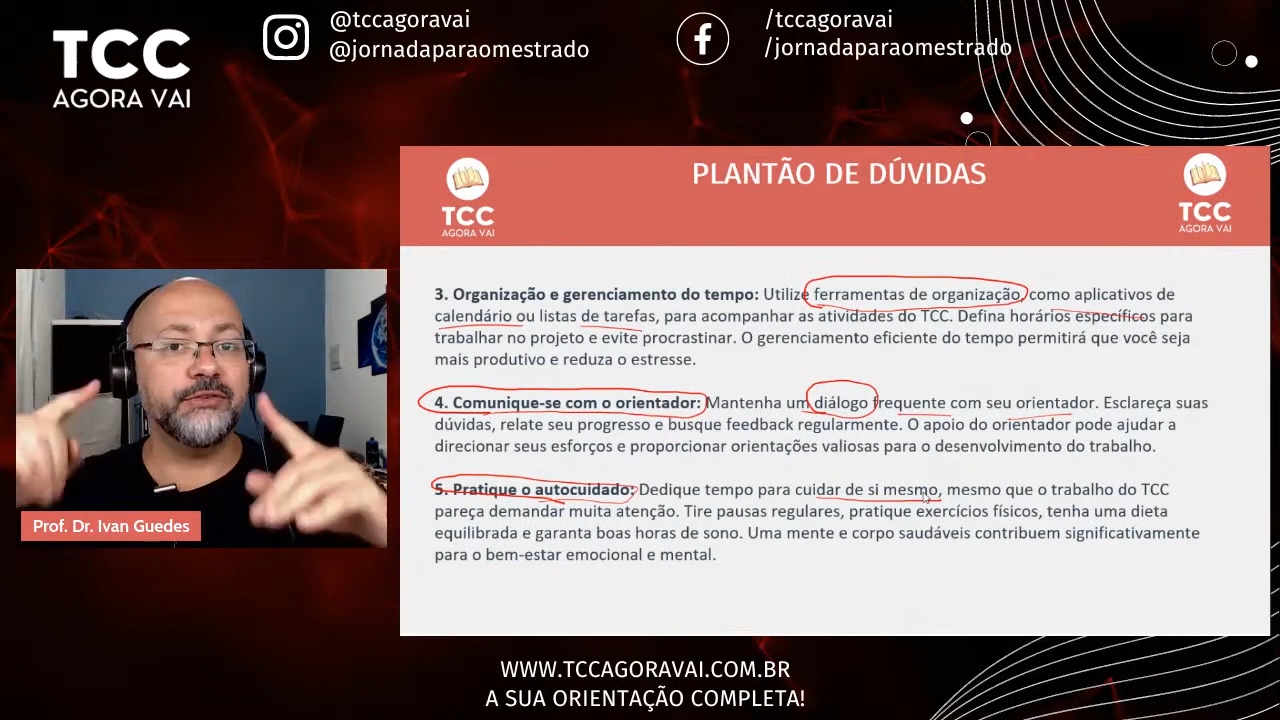 TCC
AGORA VAI
@tccagoravai
@jornadaparaomestrado
/tccagoravai
/jornadaparaomestrado
TCC
AGORA VAI
PLANTÃO DE DÚVIDAS
TCC
AGORA VAI
3. Organização e gerenciamento do tempo: Utilize ferramentas de organização, como aplicativos de
calendário ou listas de tarefas, para acompanhar as atividades do TCC. Defina horários específicos para
trabalhar no projeto e evite procrastinar. O gerenciamento eficiente do tempo permitirá que você seja
mais produtivo e reduza o estresse.
4. Comunique-se com o orientador: Mantenha um diálogo frequente com seu orientador. Esclareça suas
dúvidas, relate seu progresso e busque feedback regularmente. O apoio do orientador pode ajudar a
direcionar seus esforços e proporcionar orientações valiosas para o desenvolvimento do trabalho.
5. Pratique o autocuidado: Dedique tempo para cuidar de si mesmo, mesmo que o trabalho do TCC
pareça demandar muita atenção. Tire pausas regulares, pratique exercícios físicos, tenha uma dieta
equilibrada e garanta boas horas de sono. Uma mente e corpo saudáveis contribuem significativamente
para o bem-estar emocional e mental.
Prof. Dr. Ivan Guedes
WWW.TCCAGORAVAI.COM.BR
A SUA ORIENTAÇÃO COMPLETA!